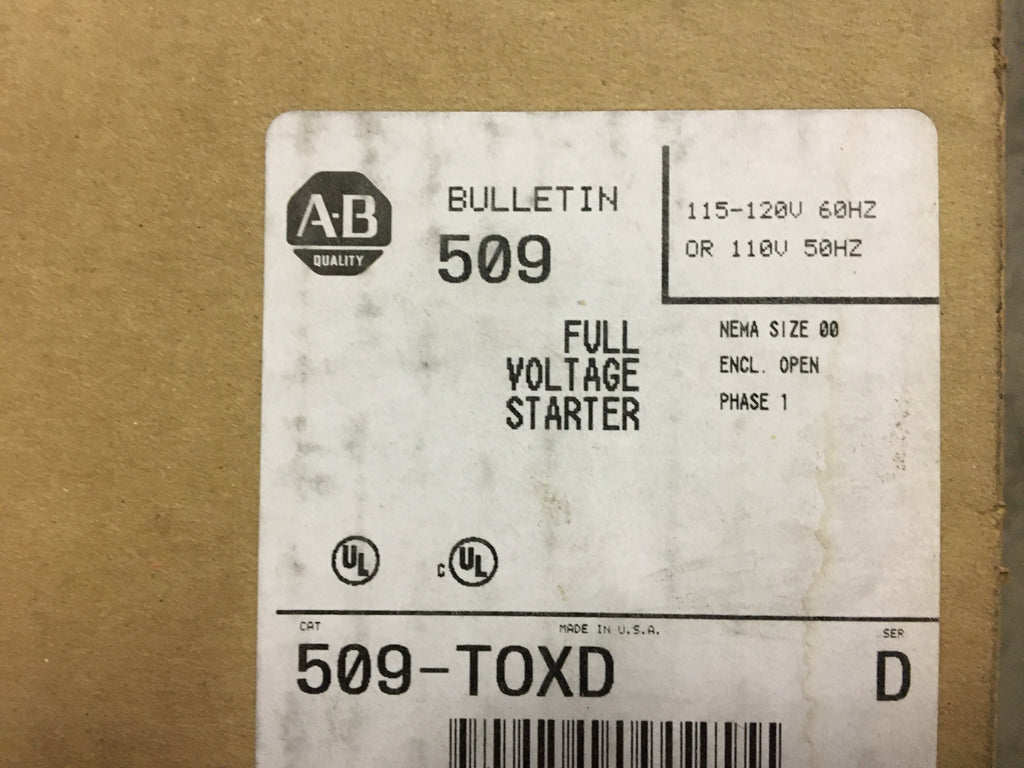 A-B
QUALITY
BULLETIN
509
115-120V 60HZ
OR 110V 50HZ
FULL
VOLTAGE
STARTER
NEMA SIZE 00
ENCL. OPEN
PHASE 1
UL
C UL
CAT
MADE IN U.S.A.
SER
509-TOXD
D